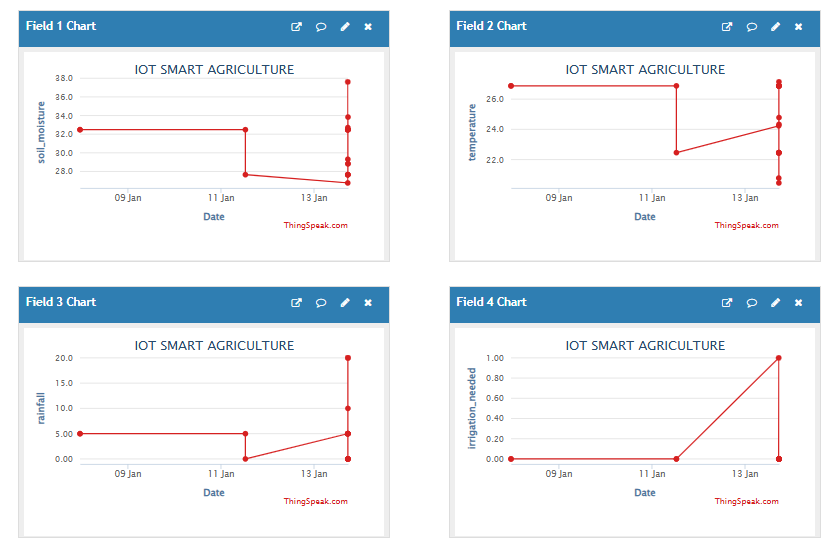 Field 1 Chart
IOT SMART AGRICULTURE
soil_moisture
38.0
36.0
34.0
32.0
30.0
28.0
09 Jan 11 Jan 13 Jan
Date
ThingSpeak.com
Field 2 Chart
IOT SMART AGRICULTURE
temperature
26.0
24.0
22.0
09 Jan 11 Jan 13 Jan
Date
ThingSpeak.com
Field 3 Chart
IOT SMART AGRICULTURE
rainfall
20.0
15.0
10.0
5.00
0.00
09 Jan 11 Jan 13 Jan
Date
ThingSpeak.com
Field 4 Chart
IOT SMART AGRICULTURE
irrigation_needed
1.00
0.80
0.60
0.40
0.20
0.00
09 Jan 11 Jan 13 Jan
Date
ThingSpeak.com